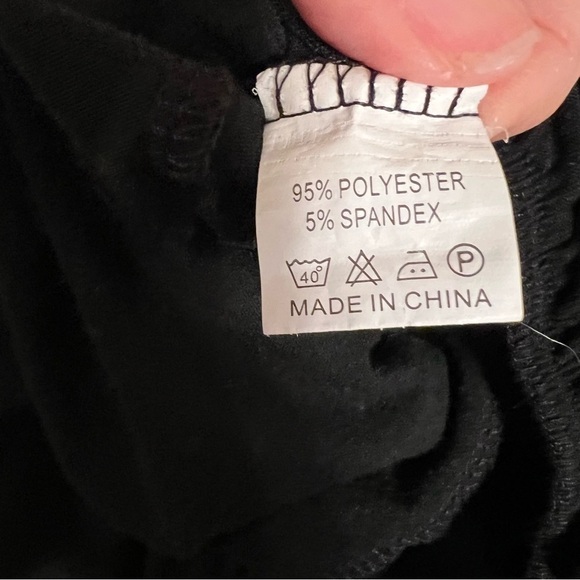 95% POLYESTER
5% SPANDEX
40° P
MADE IN CHINA